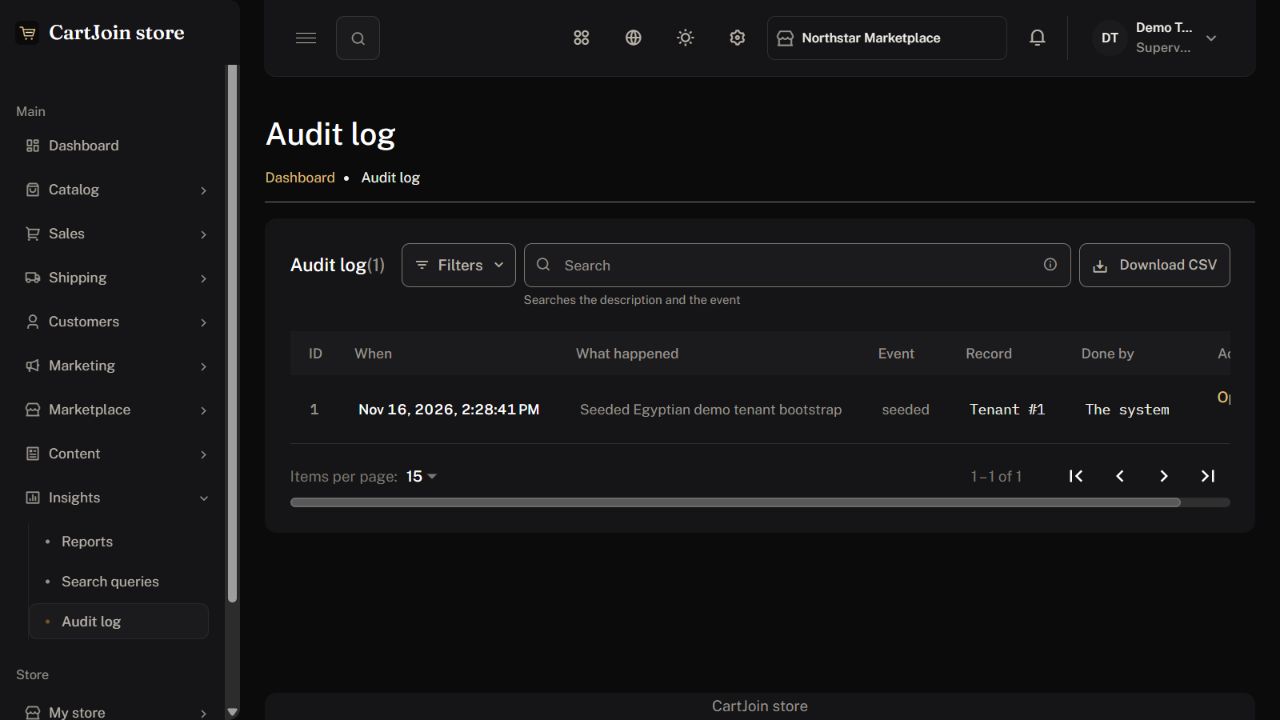 CartJoin store
Northstar Marketplace
DT
Demo T...
Superv...
Main
Dashboard
Catalog
Sales
Shipping
Customers
Marketing
Marketplace
Content
Insights
Reports
Search queries
Audit log
Store
My store
Audit log
Dashboard • Audit log
Audit log(1)
Filters
Search
Download CSV
Searches the description and the event
ID When What happened Event Record Done by
1 Nov 16, 2026, 2:28:41 PM Seeded Egyptian demo tenant bootstrap seeded Tenant #1 The system
Items per page: 15
1–1 of 1
CartJoin store